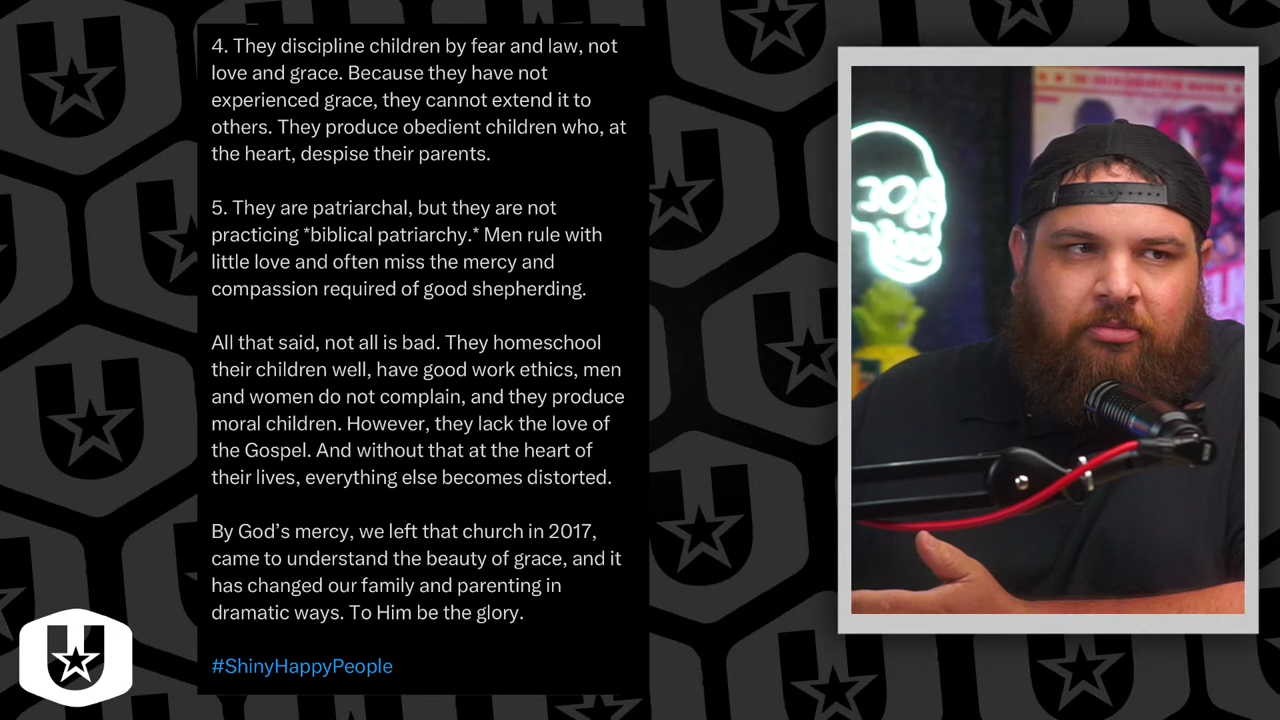 4. They discipline children by fear and law, not
love and grace. Because they have not
experienced grace, they cannot extend it to
others. They produce obedient children who, at
the heart, despise their parents.
5. They are patriarchal, but they are not
practicing *biblical patriarchy.* Men rule with
little love and often miss the mercy and
compassion required of good shepherding.
All that said, not all is bad. They homeschool
their children well, have good work ethics, men
and women do not complain, and they produce
moral children. However, they lack the love of
the Gospel. And without that at the heart of
their lives, everything else becomes distorted.
By God's mercy, we left that church in 2017,
came to understand the beauty of grace, and it
has changed our family and parenting in
dramatic ways. To Him be the glory.
#ShinyHappyPeople